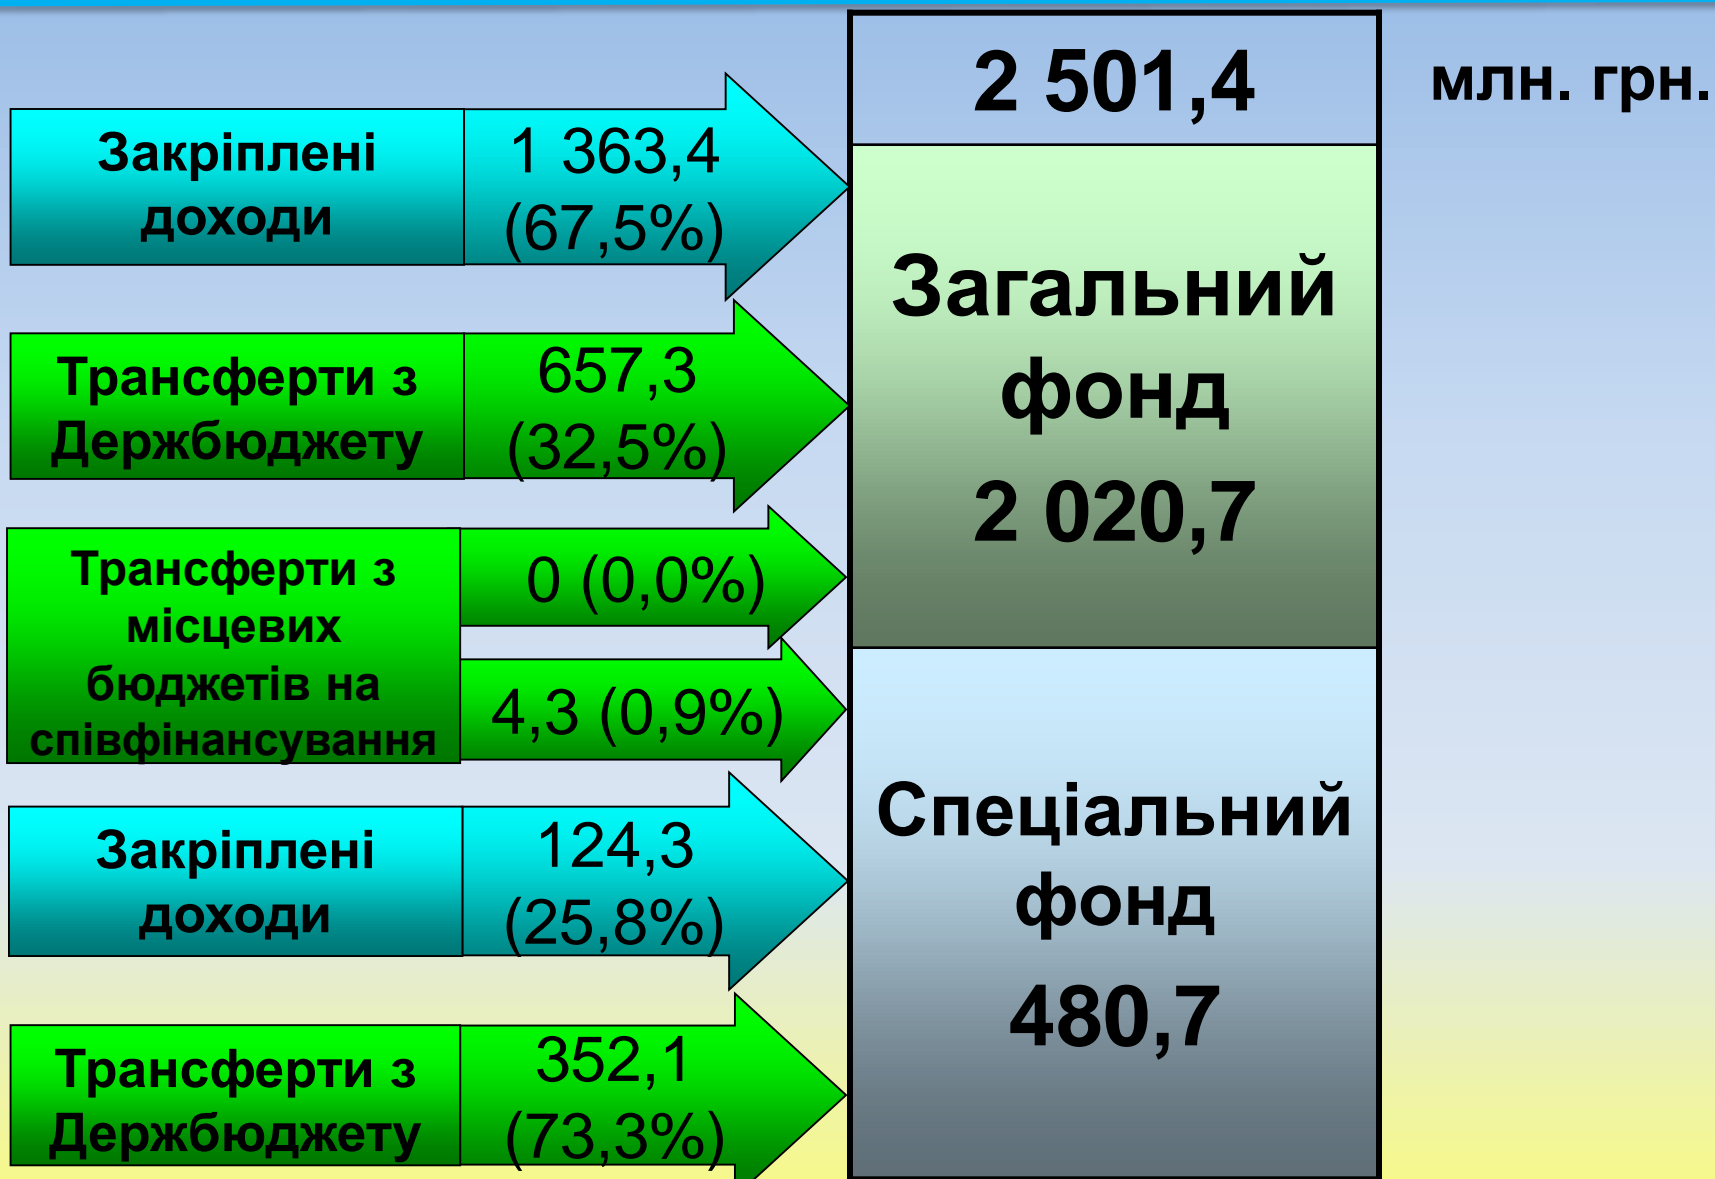 2 501,4
млн. грн.
Закріплені
доходи
1 363,4
(67,5%)
Трансферти з
Держбюджету
657,3
(32,5%)
Загальний
фонд
2 020,7
Трансферти з
місцевих
бюджетів на
співфінансування
0 (0,0%)
4,3 (0,9%)
Закріплені
доходи
124,3
(25,8%)
Трансферти з
Держбюджету
352,1
(73,3%)
Спеціальний
фонд
480,7